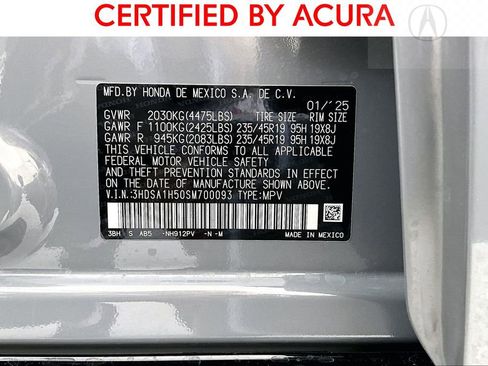 CERTIFIED BY ACURA
MFD.BY HONDA DE MEXICO S.A. DE C.V.
01/'25
GVWR 2030KG(4475LBS) TIRE SIZE RIM SIZE
GAWR F 1100KG(2425LBS) 235/45R19 95H 19X8J
GAWR R 945KG(2083LBS) 235/45R19 95H 19X8J
THIS VEHICLE CONFORMS TO ALL APPLICABLE
FEDERAL MOTOR VEHICLE SAFETY
AND THEFT PREVENTION STANDARDS
IN EFFECT ON THE DATE OF
MANUFACTURE SHOWN ABOVE.
V.I.N.:3HDSA1H50SM700093 TYPE:MPV
3BH S AB5 -NH912PV -N -M MADE IN MEXICO